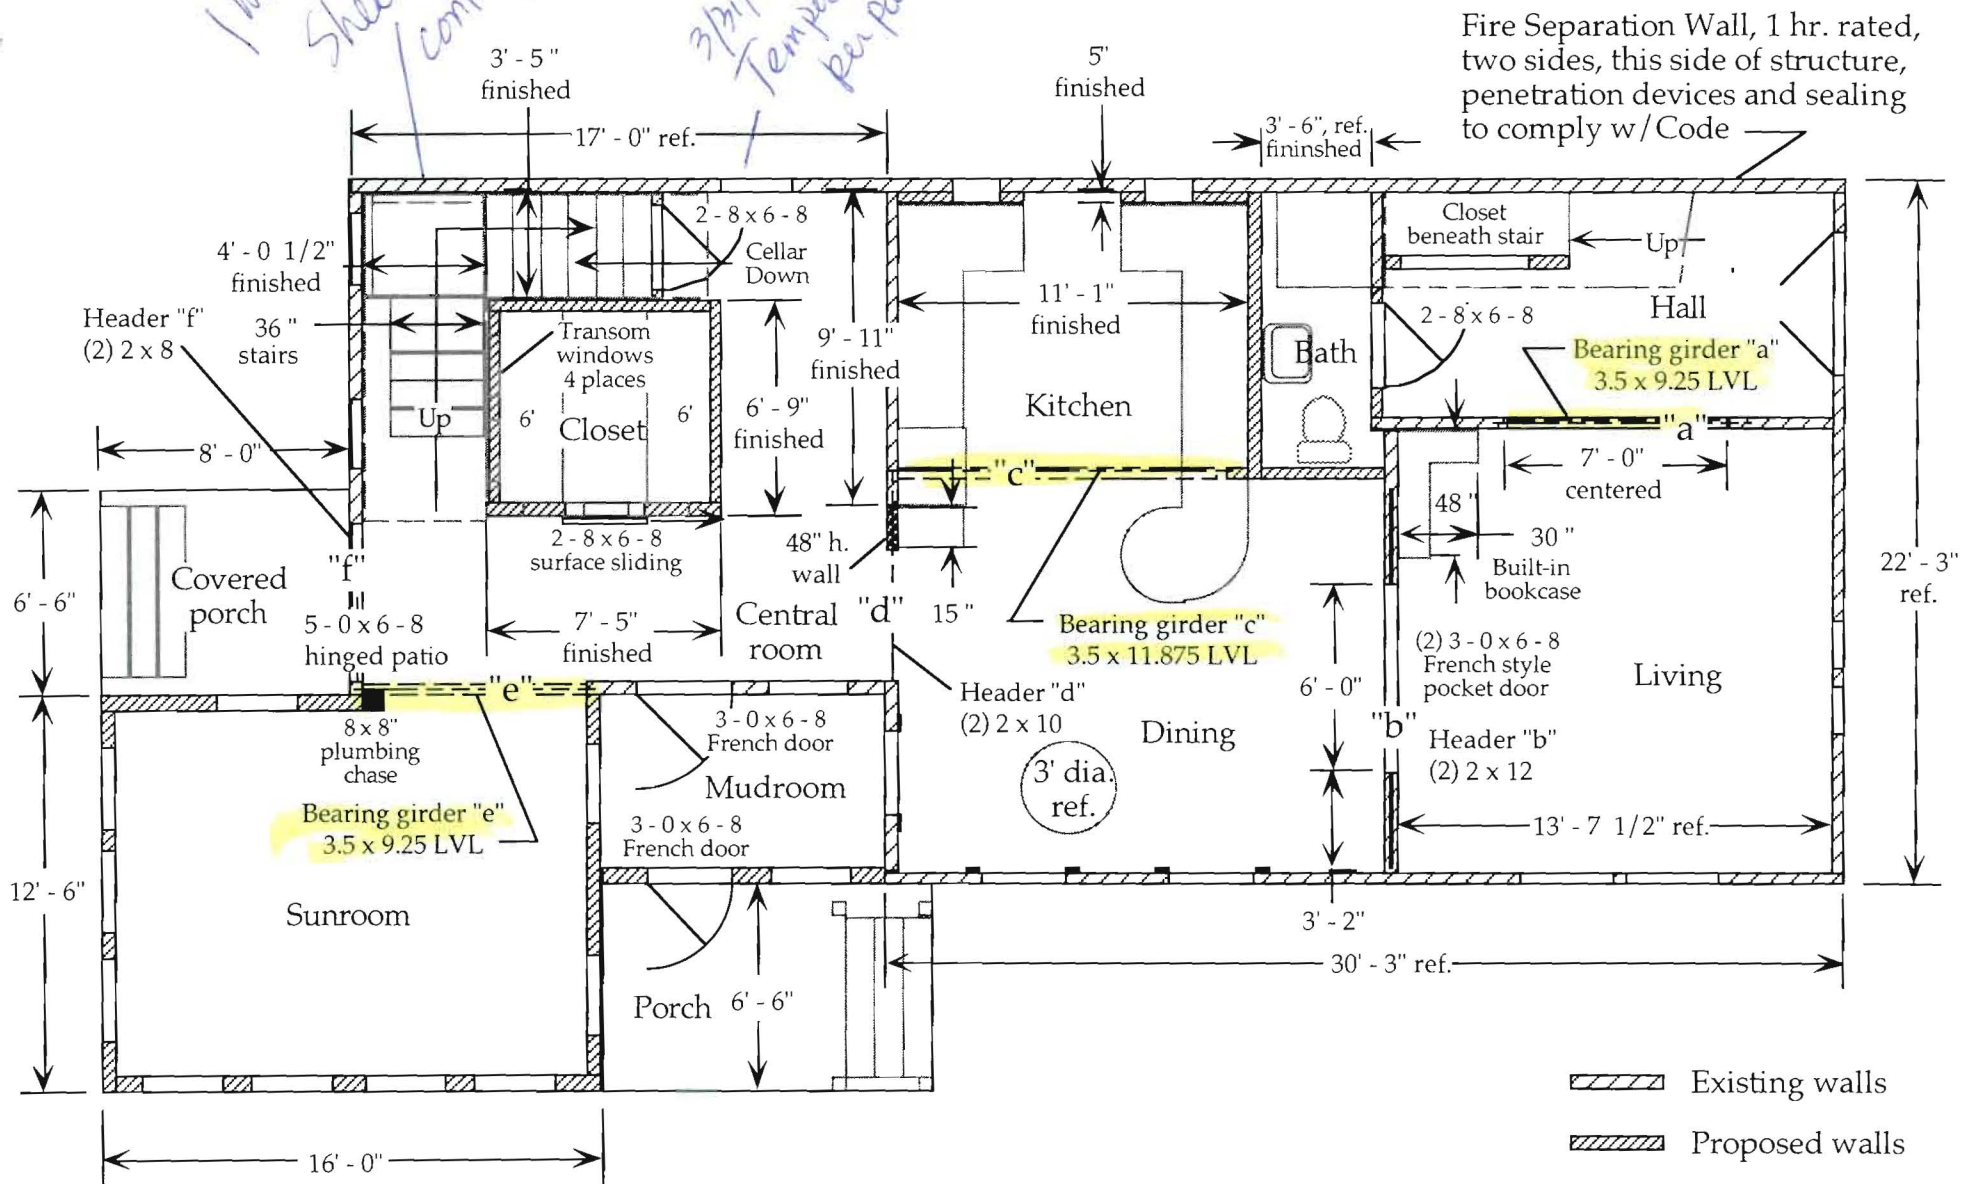 3/31/
Fire Separation Wall, 1 hr. rated,
two sides, this side of structure,
penetration devices and sealing
to comply w/Code
3' - 5"
finished
17' - 0" ref.
5'
finished
3' - 6", ref.
fininshed
4' - 0 1/2"
finished
2 - 8 x 6 - 8
Cellar
Down
Closet
beneath stair
Up
Hall
Header "f"
(2) 2 x 8
36 "
stairs
Transom
windows
4 places
9' - 11"
finished
11' - 1"
finished
2 - 8 x 6 - 8
Bath
Bearing girder "a"
3.5 x 9.25 LVL
Up
6'
Closet
6'
6' - 9"
finished
Kitchen
"a"
8' - 0"
"c"
7' - 0"
centered
48 "
30 "
Built-in
bookcase
2 - 8 x 6 - 8
surface sliding
48" h.
wall
22' - 3"
ref.
Covered
porch
"f"
6' - 6"
5 - 0 x 6 - 8
hinged patio
7' - 5"
finished
Central
room
"d"
15 "
Bearing girder "c"
3.5 x 11.875 LVL
(2) 3 - 0 x 6 - 8
French style
pocket door
Living
6' - 0"
"e"
Header "d"
(2) 2 x 10
8 x 8"
plumbing
chase
3 - 0 x 6 - 8
French door
Dining
"b"
Header "b"
(2) 2 x 12
Mudroom
3' dia.
ref.
Bearing girder "e"
3.5 x 9.25 LVL
3 - 0 x 6 - 8
French door
13' - 7 1/2" ref.
12' - 6"
Sunroom
3' - 2"
30' - 3" ref.
Porch
6' - 6"
Existing walls
Proposed walls
16' - 0"